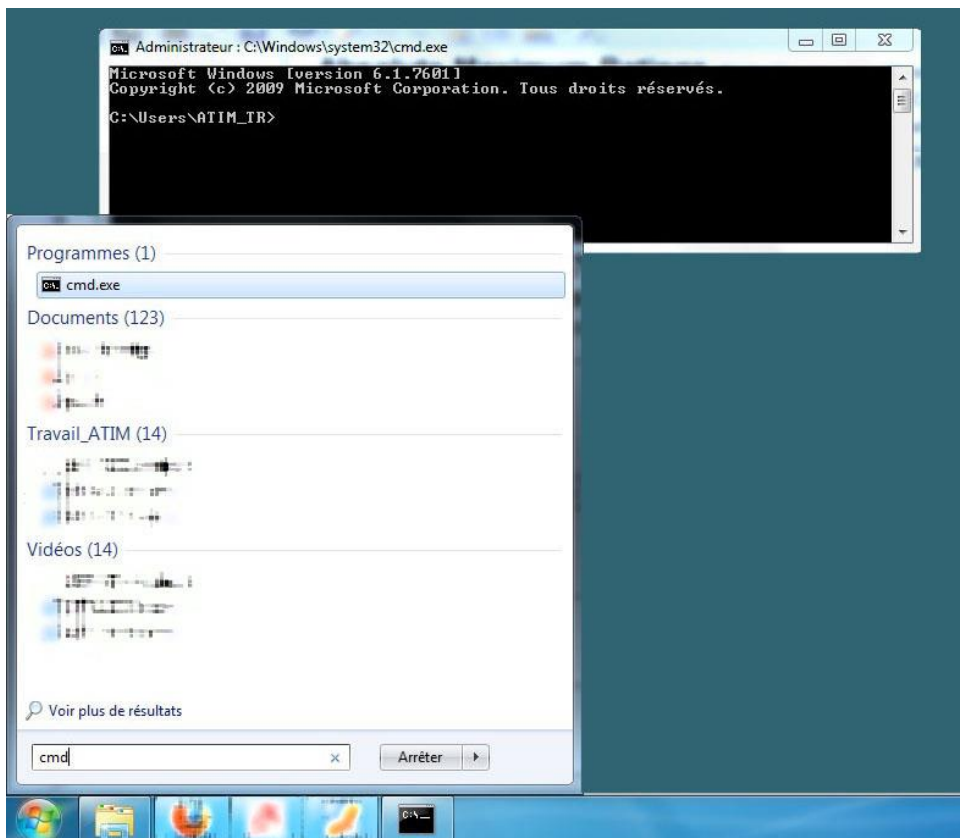 Administrateur : C:\Windows\system32\cmd.exe
Microsoft Windows [version 6.1.7601]
Copyright (c) 2009 Microsoft Corporation. Tous droits réservés.
C:\Users\ATIM_TR>
Programmes (1)
cmd.exe
Documents (123)
Travail_ATIM (14)
Vidéos (14)
Voir plus de résultats
cmd
Arrêter